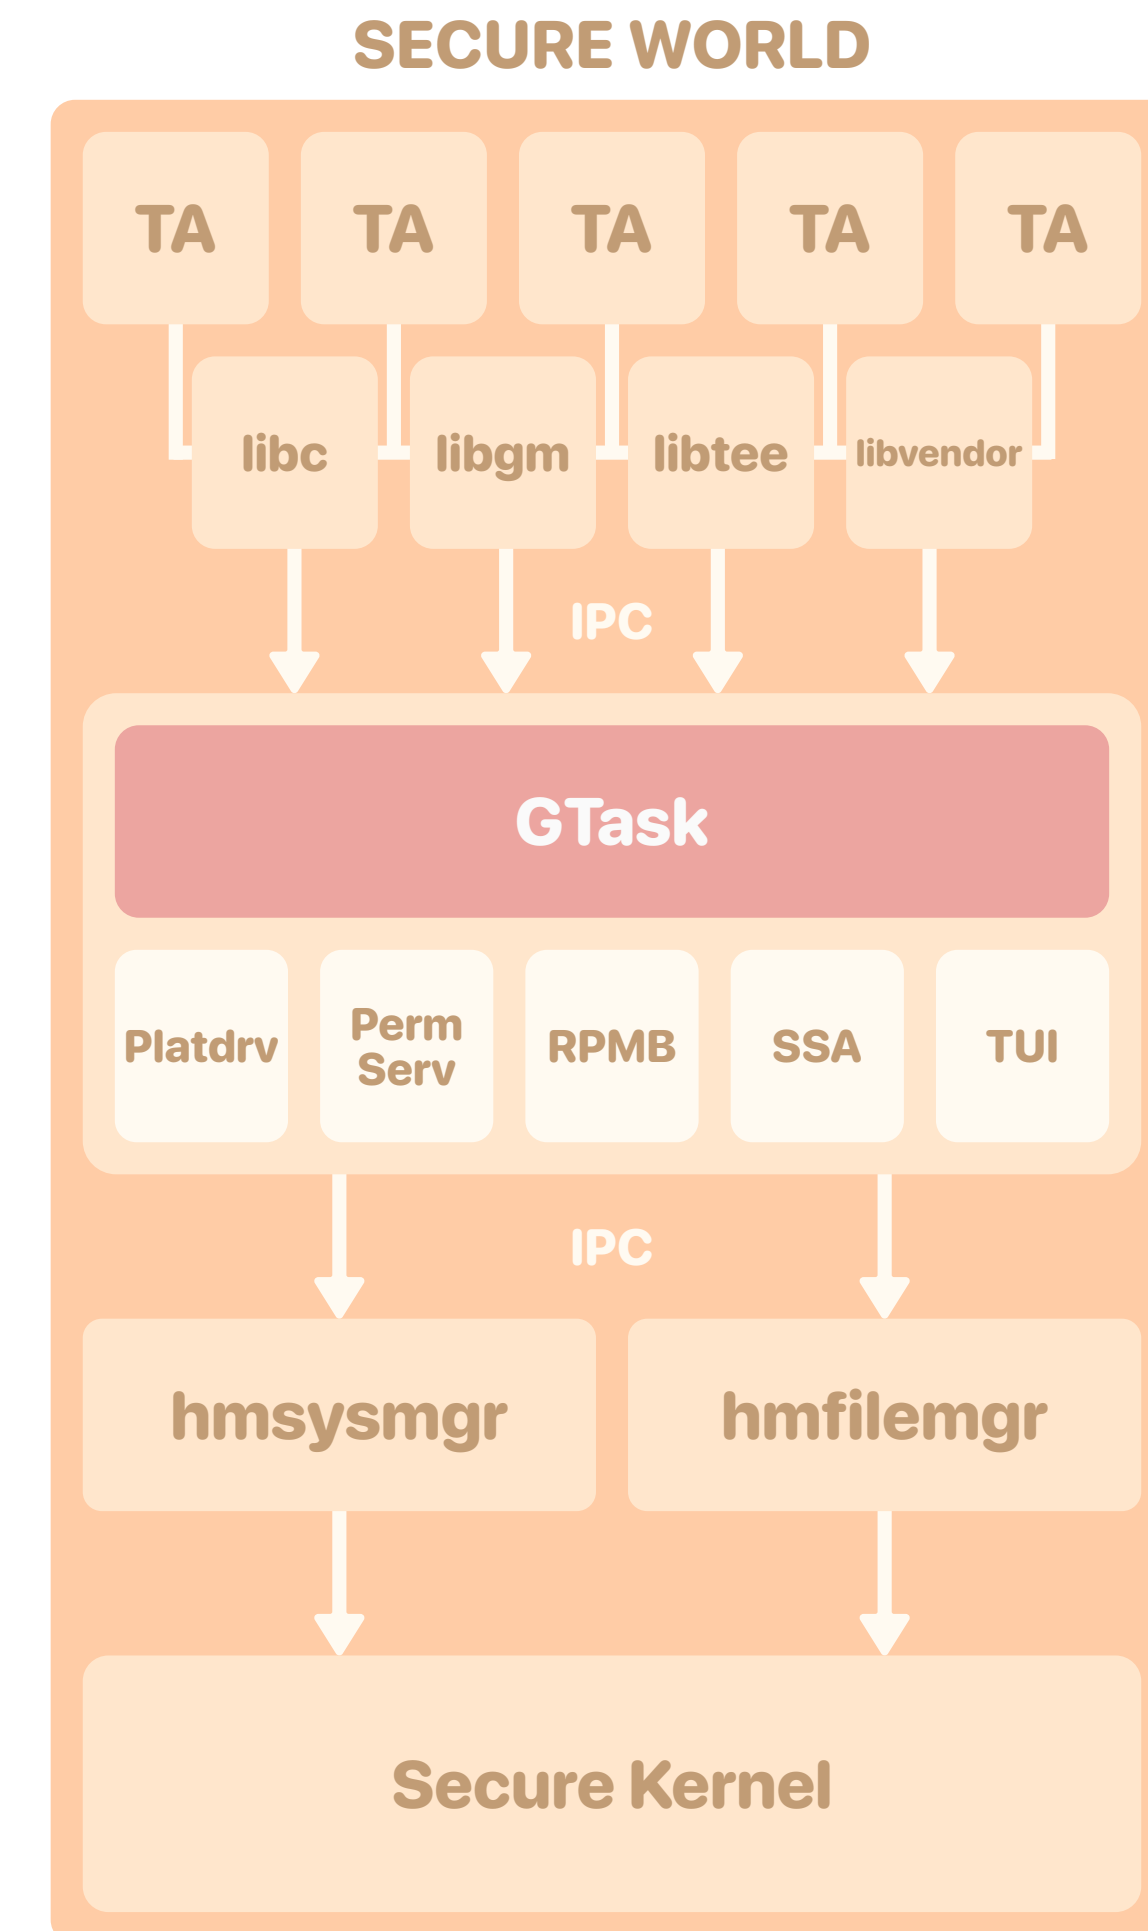 SECURE WORLD
TA TA TA TA TA
libc libgm libtee libvendor
IPC
GTask
Platdrv Perm Serv RPMB SSA TUI
IPC
hmsysmgr hmfilemgr
Secure Kernel